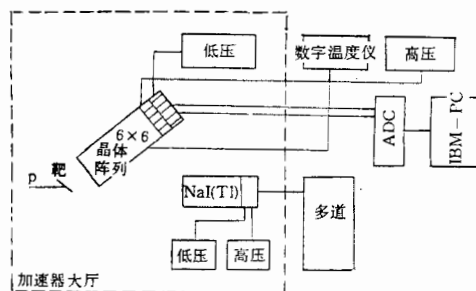 低压
数字温度仪
高压
6×6
晶体
阵列
靶
p
ADC
IBM-PC
NaI(Tl)
多道
低压
高压
加速器大厅